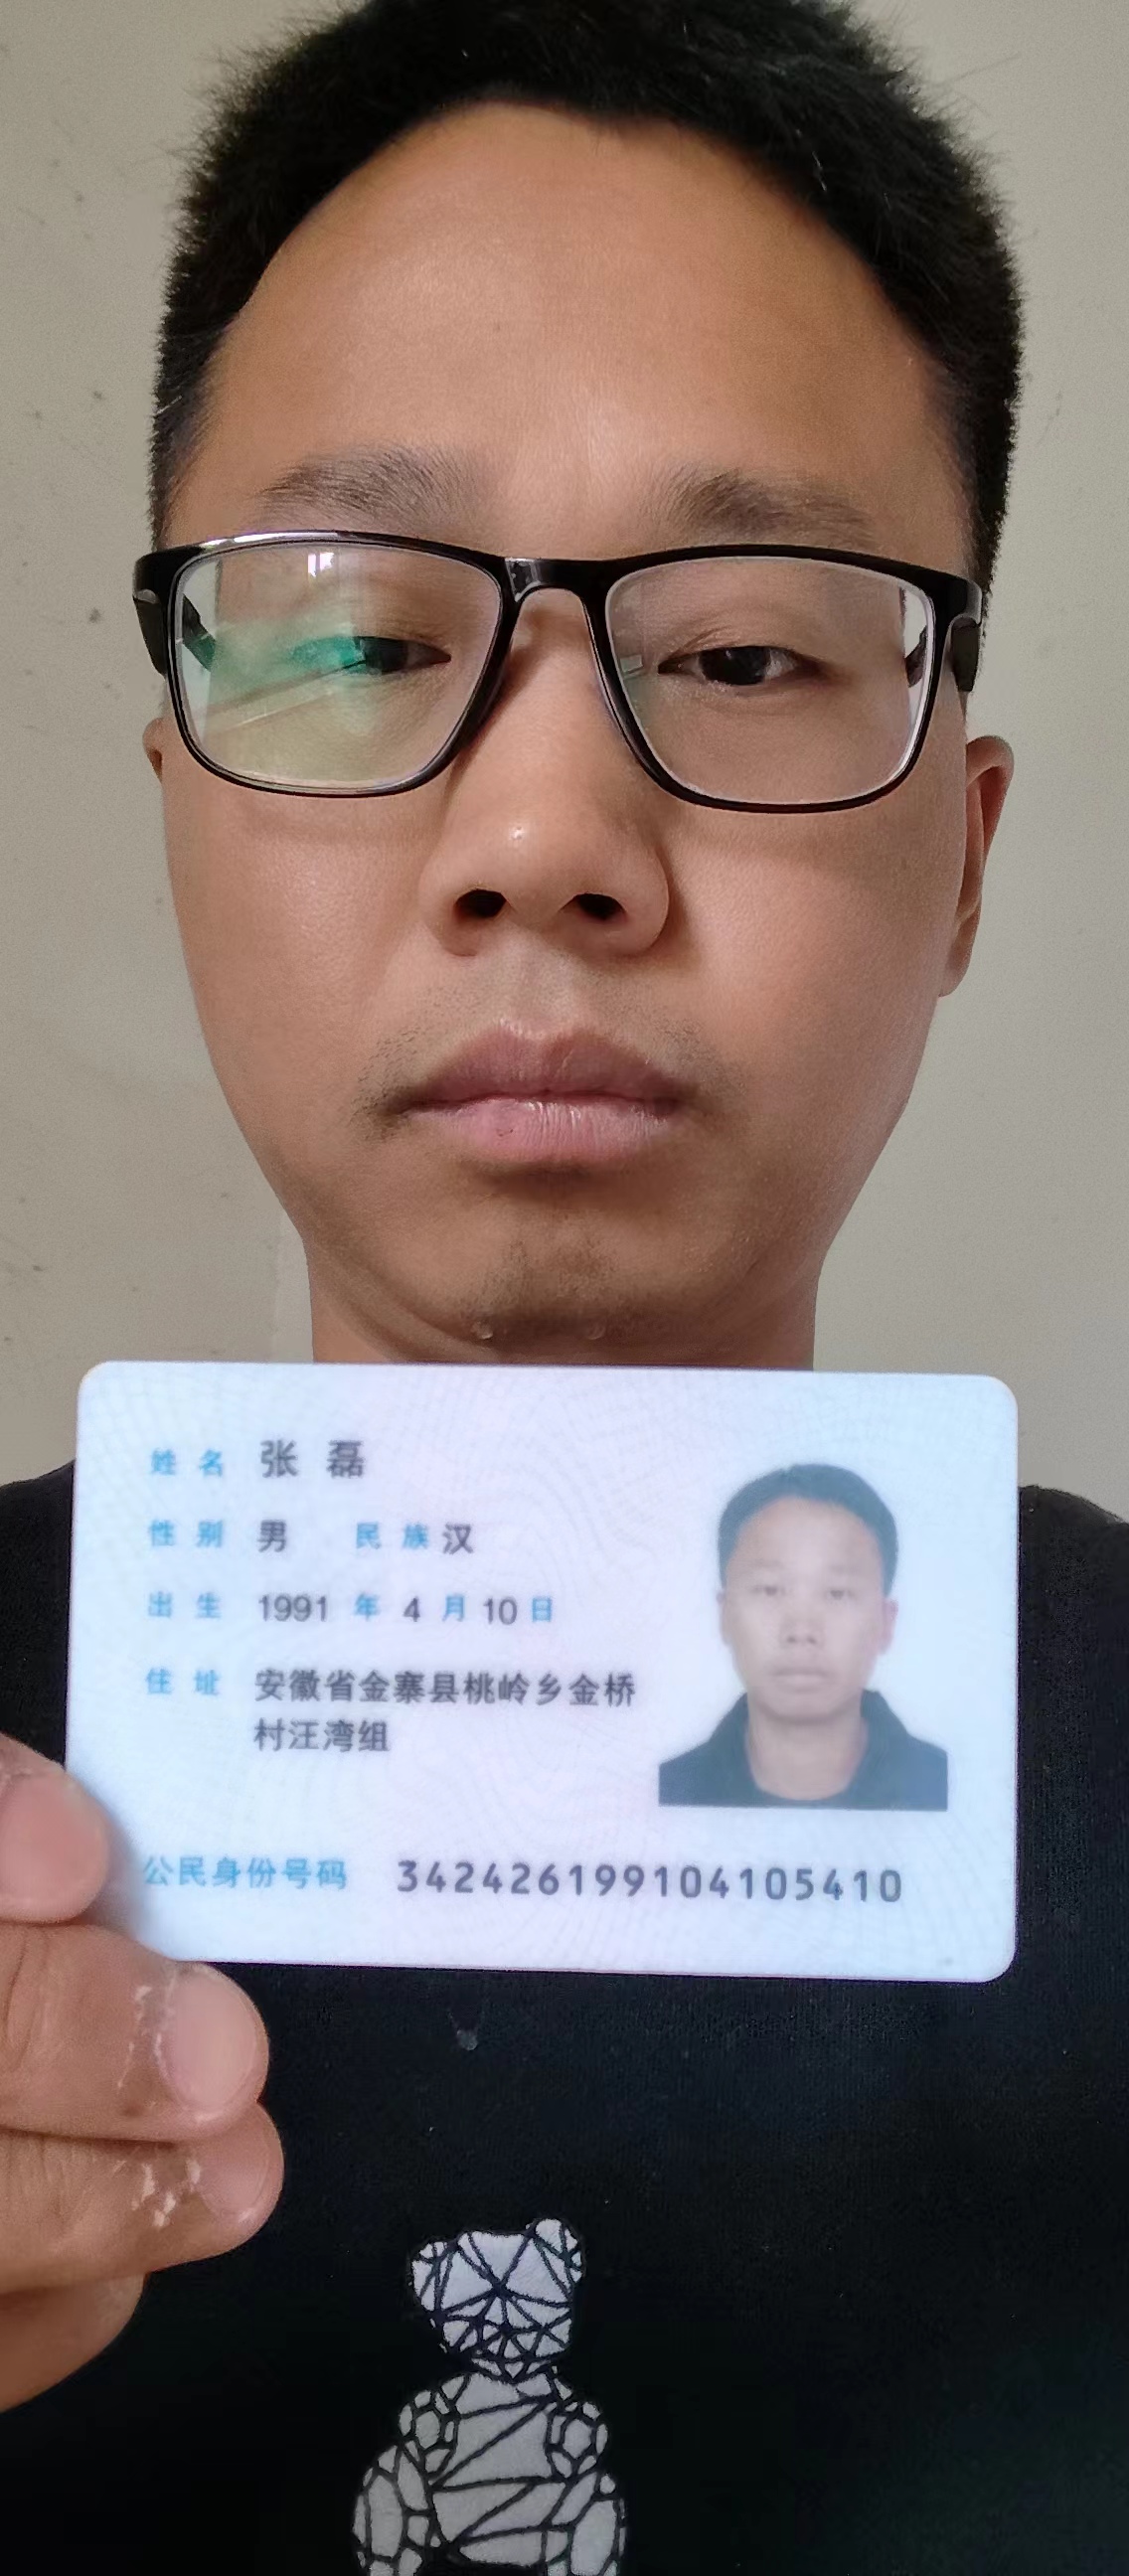 姓名 张磊
性别 男 民族 汉
出生 1991 年 4 月 10 日
住址 安徽省金寨县桃岭乡金桥
村汪湾组
公民身份号码 342426199104105410